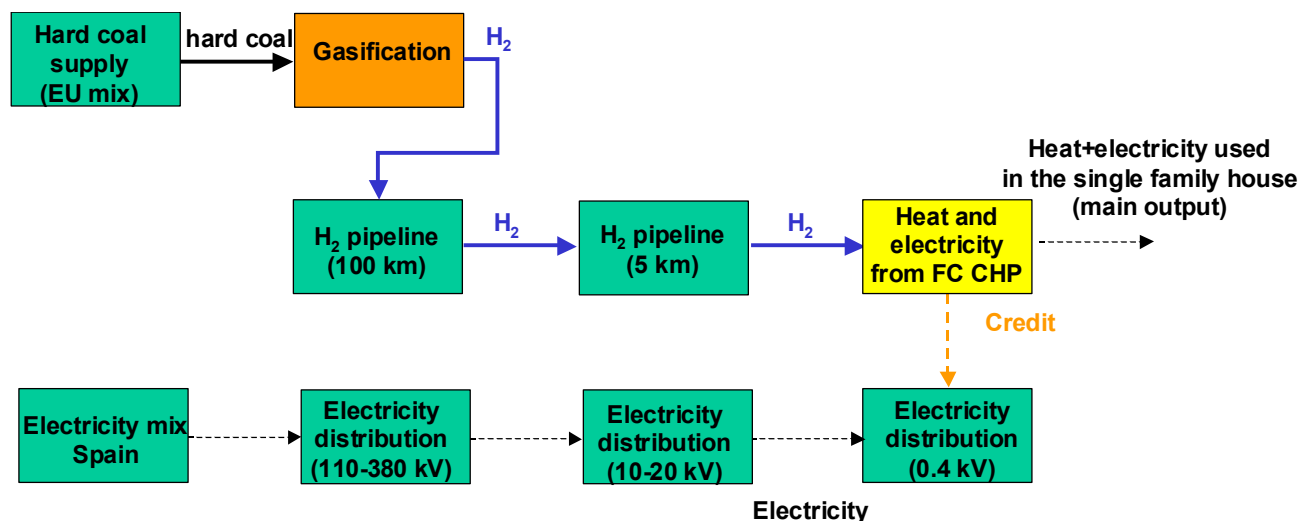 Hard coal
supply
(EU mix)
hard coal
Gasification
H₂
H₂ pipeline
(100 km)
H₂
H₂ pipeline
(5 km)
H₂
Heat and
electricity
from FC CHP
Heat+electricity used
in the single family house
(main output)
Credit
Electricity mix
Spain
Electricity
distribution
(110-380 kV)
Electricity
distribution
(10-20 kV)
Electricity
distribution
(0.4 kV)
Electricity